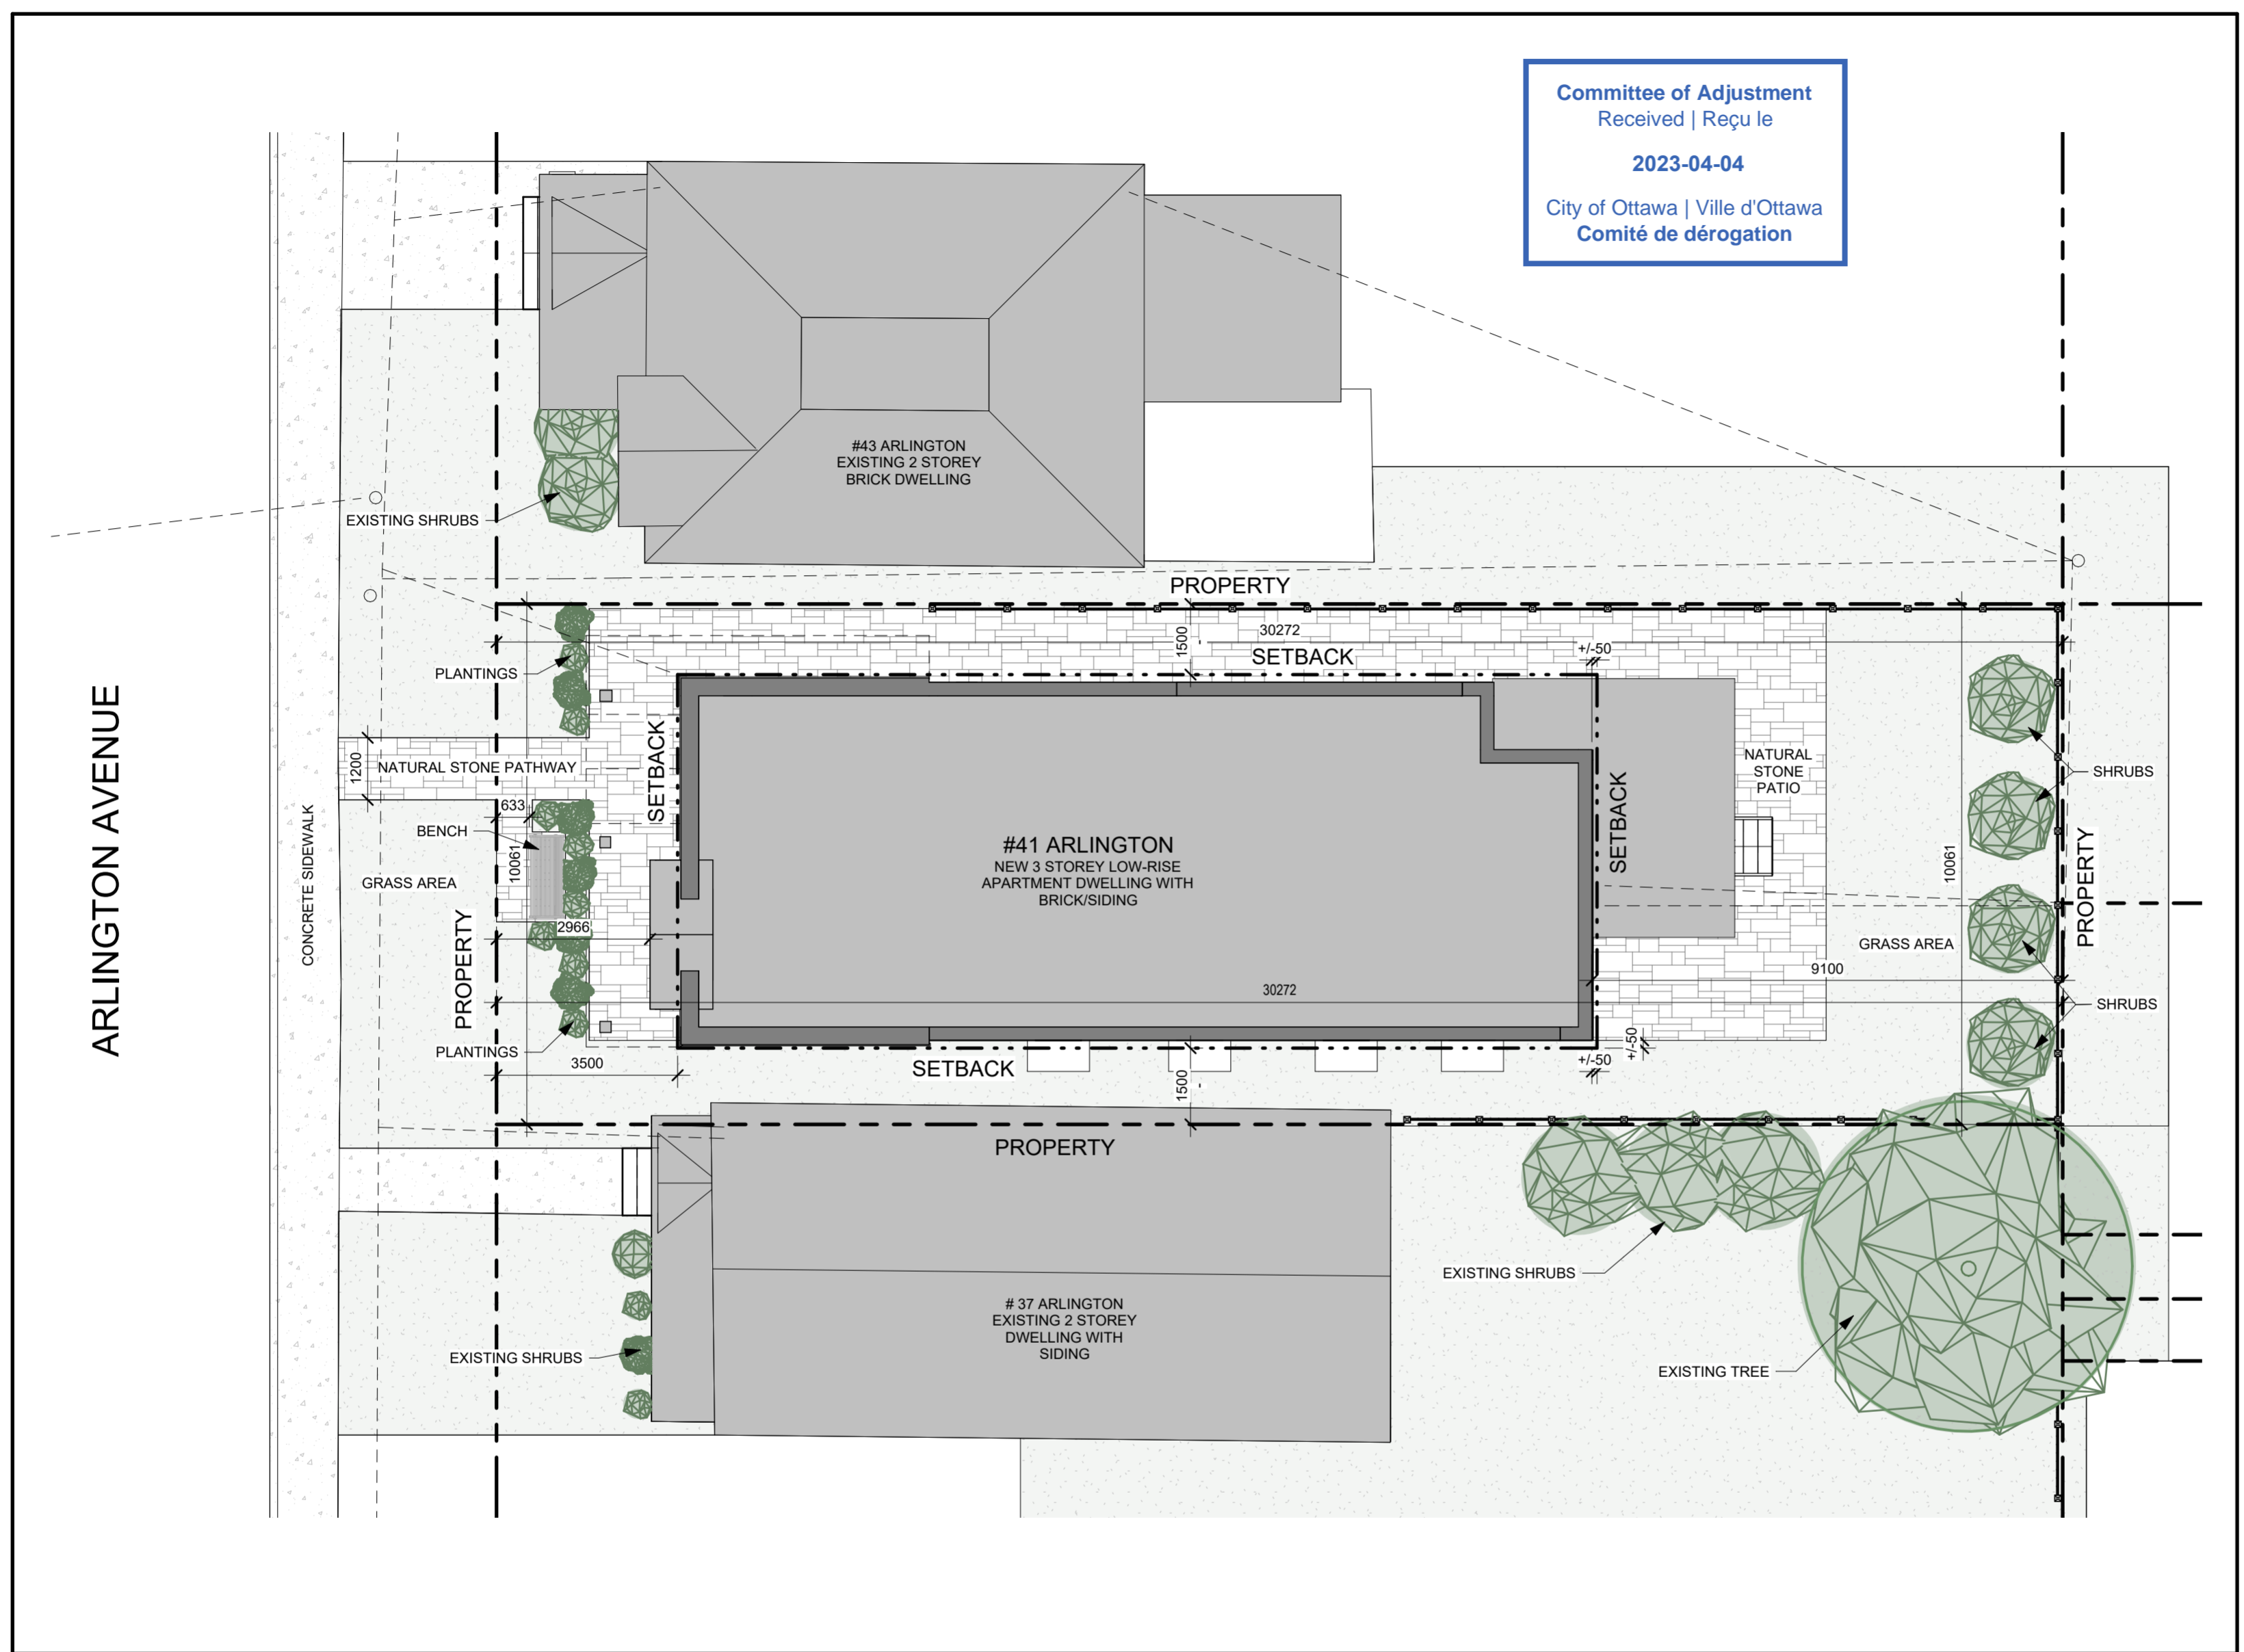 Committee of Adjustment
Received | Reçu le
2023-04-04
City of Ottawa | Ville d'Ottawa
Comité de dérogation
#43 ARLINGTON
EXISTING 2 STOREY
BRICK DWELLING
EXISTING SHRUBS
PROPERTY
30272
1500
SETBACK
+/-50
PLANTINGS
ARLINGTON AVENUE
CONCRETE SIDEWALK
1200
NATURAL STONE PATHWAY
SETBACK
633
BENCH
10061
GRASS AREA
2966
PROPERTY
PLANTINGS
3500
#41 ARLINGTON
NEW 3 STOREY LOW-RISE
APARTMENT DWELLING WITH
BRICK/SIDING
30272
SETBACK
NATURAL
STONE
PATIO
SHRUBS
10061
PROPERTY
GRASS AREA
9100
SHRUBS
SETBACK
1500
+/-50
+/-50
PROPERTY
# 37 ARLINGTON
EXISTING 2 STOREY
DWELLING WITH
SIDING
EXISTING SHRUBS
EXISTING SHRUBS
EXISTING TREE